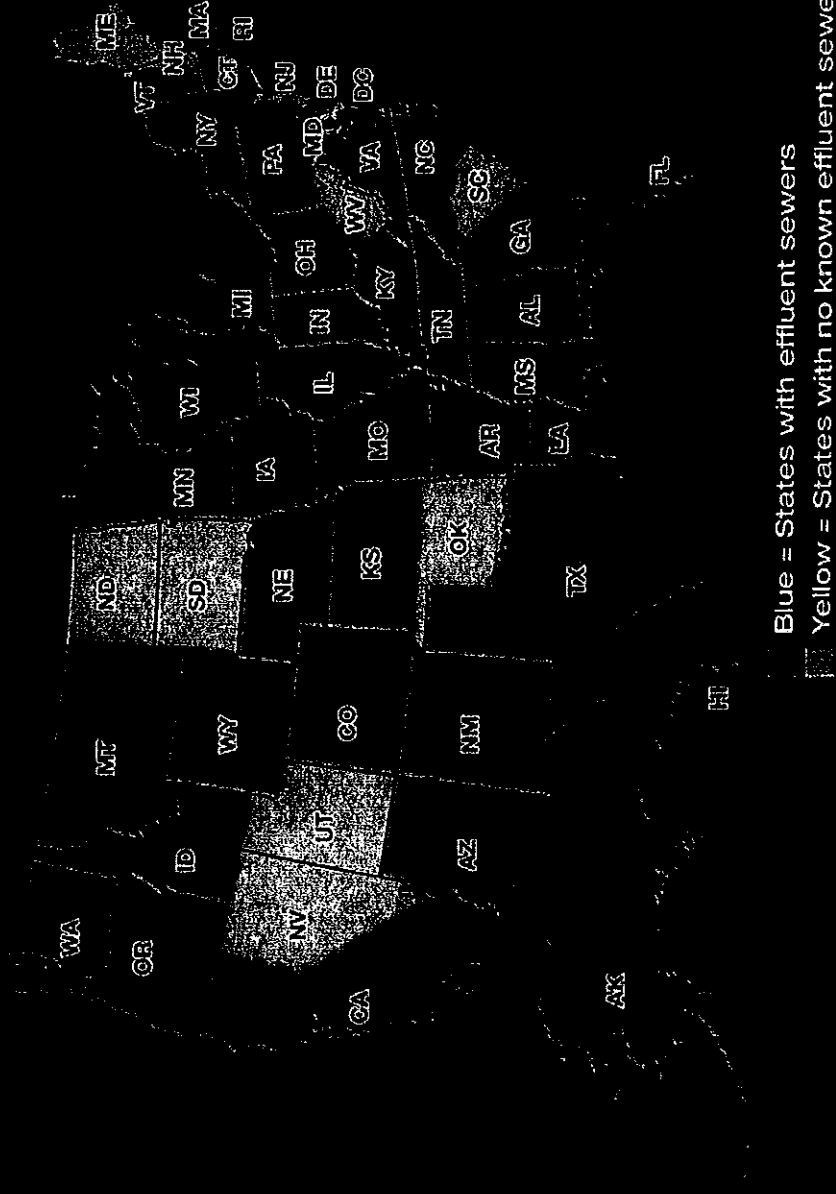 WA
MT
ND
ME
OR
VT
NH
ID
MN
WI
SD
MA
NY
WY
CT
MI
RI
IA
PA
NE
NJ
NV
OH
MD
IN
UT
IL
DE
CO
WV
CA
DC
KS
VA
MO
KY
NC
TN
OK
AZ
NM
SC
AR
GA
MS
AL
LA
TX
AK
FL
HI
Blue = States with effluent sewers
Yellow = States with no known effluent sewe